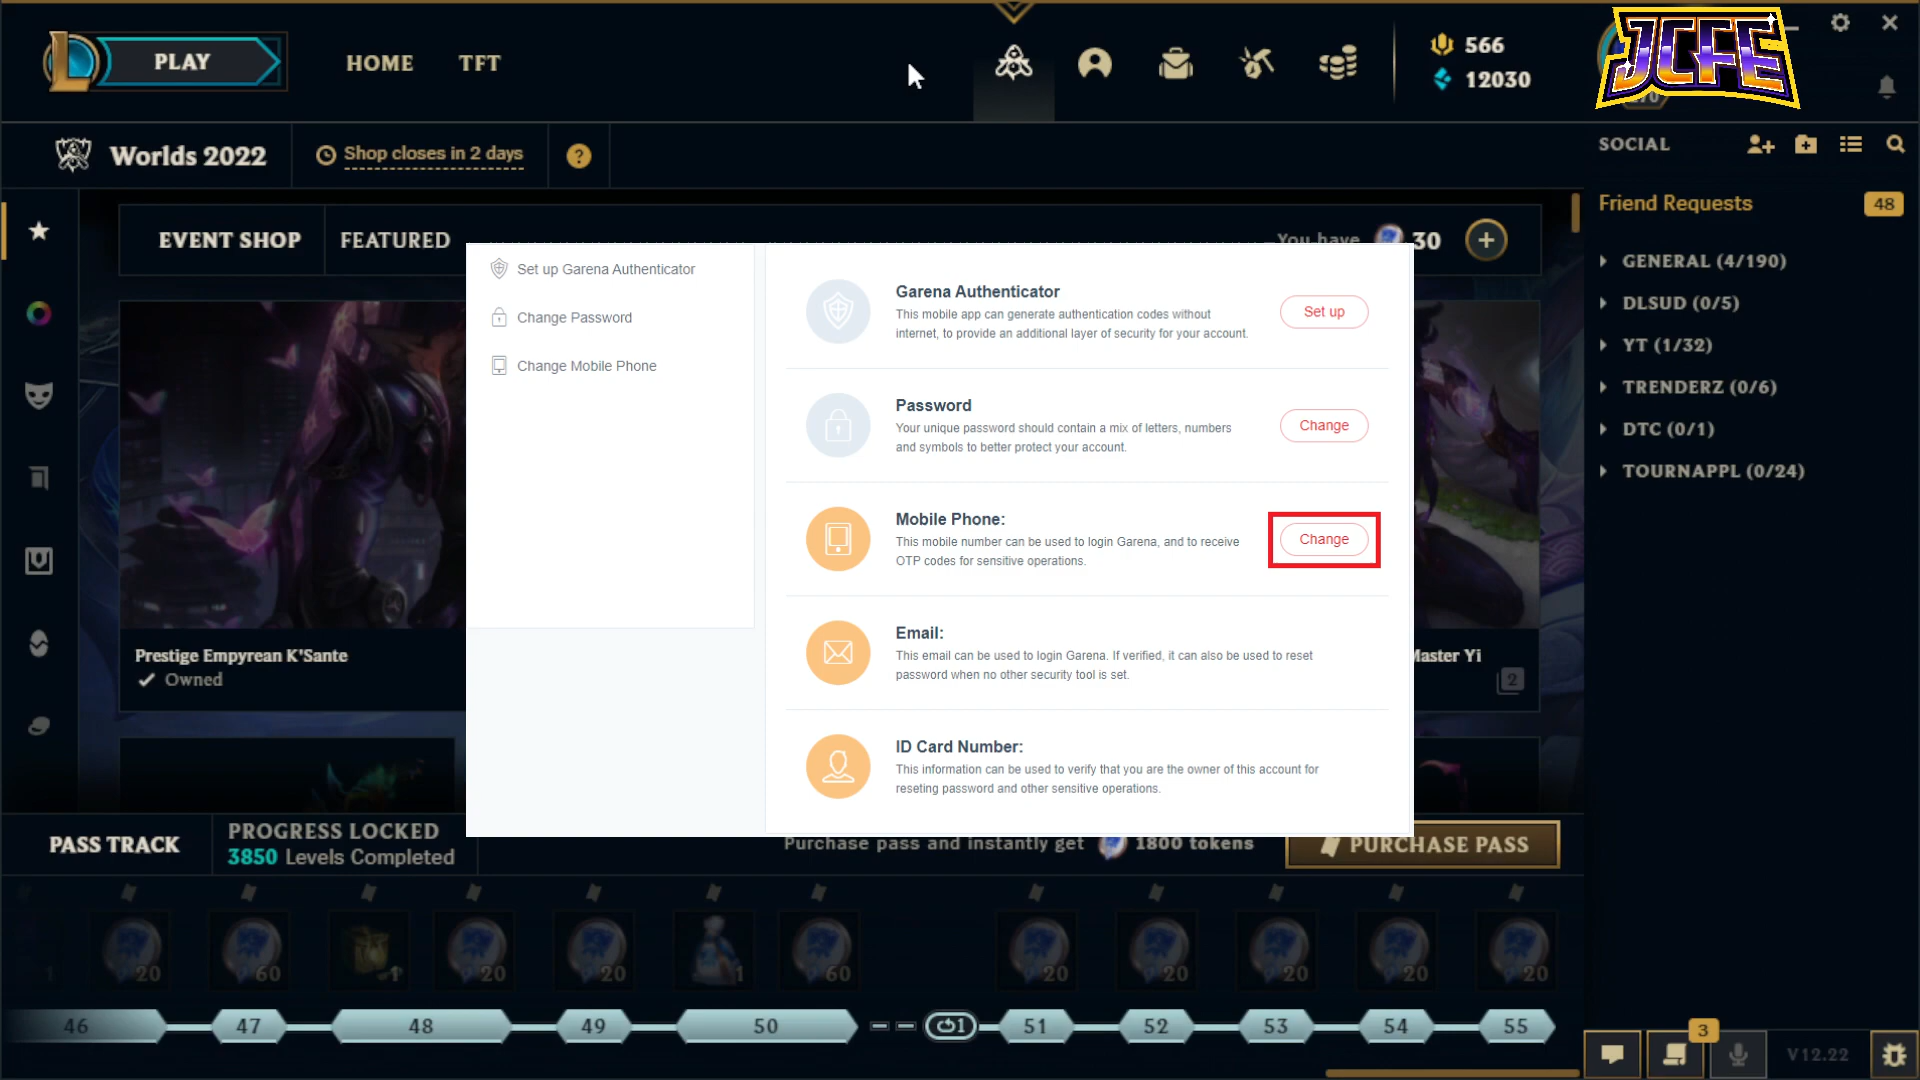 PLAY
HOME
TFT
566
12030
JCFE
Worlds 2022
Shop closes in 2 days
?
SOCIAL
Friend Requests
48
EVENT SHOP
FEATURED
You have
30
GENERAL (4/190)
DLSUD (0/5)
YT (1/32)
TRENDERZ (0/6)
DTC (0/1)
TOURNAPPL (0/24)
Set up Garena Authenticator
Change Password
Change Mobile Phone
Garena Authenticator
This mobile app can generate authentication codes without
internet, to provide an additional layer of security for your account.
Set up
Password
Your unique password should contain a mix of letters, numbers
and symbols to better protect your account.
Change
Mobile Phone:
This mobile number can be used to login Garena, and to receive
OTP codes for sensitive operations.
Change
Email:
This email can be used to login Garena. If verified, it can also be used to reset
password when no other security tool is set.
ID Card Number:
This information can be used to verify that you are the owner of this account for
reseting password and other sensitive operations.
Prestige Empyrean K'Sante
Owned
Master Yi
2
PASS TRACK
PROGRESS LOCKED
3850 Levels Completed
Purchase pass and instantly get
1800 tokens
PURCHASE PASS
1
20
60
1
20
20
1
60
20
20
20
20
20
46
47
48
49
50
1
51
52
53
54
55
3
V12.22